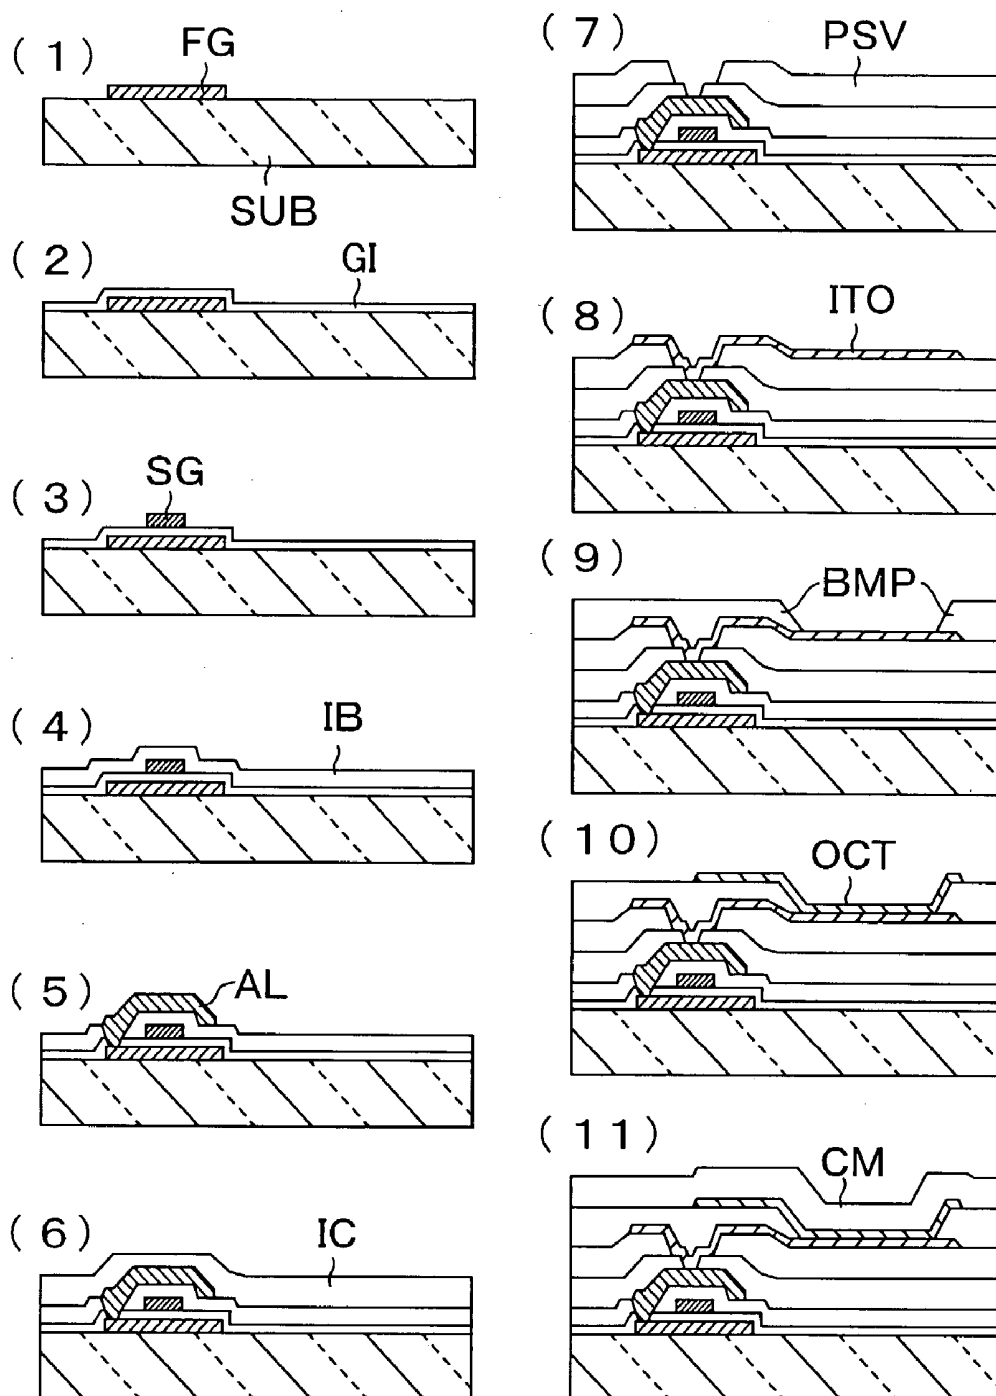 (1)
FG
SUB
(2)
GI
(3)
SG
(4)
IB
(5)
AL
(6)
IC
(7)
PSV
(8)
ITO
(9)
BMP
(10)
OCT
(11)
CM